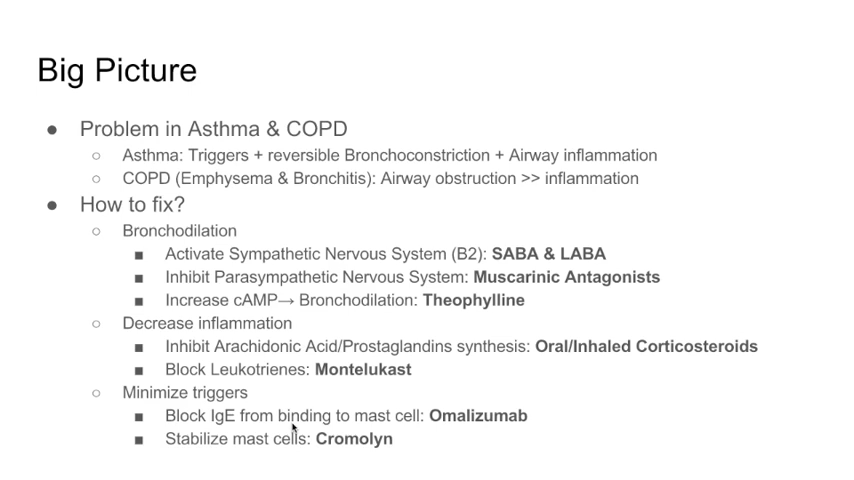 Big Picture
● Problem in Asthma & COPD
○ Asthma: Triggers + reversible Bronchoconstriction + Airway inflammation
○ COPD (Emphysema & Bronchitis): Airway obstruction >> inflammation
● How to fix?
○ Bronchodilation
■ Activate Sympathetic Nervous System (B2): SABA & LABA
■ Inhibit Parasympathetic Nervous System: Muscarinic Antagonists
■ Increase cAMP→ Bronchodilation: Theophylline
○ Decrease inflammation
■ Inhibit Arachidonic Acid/Prostaglandins synthesis: Oral/Inhaled Corticosteroids
■ Block Leukotrienes: Montelukast
○ Minimize triggers
■ Block IgE from binding to mast cell: Omalizumab
■ Stabilize mast cells: Cromolyn